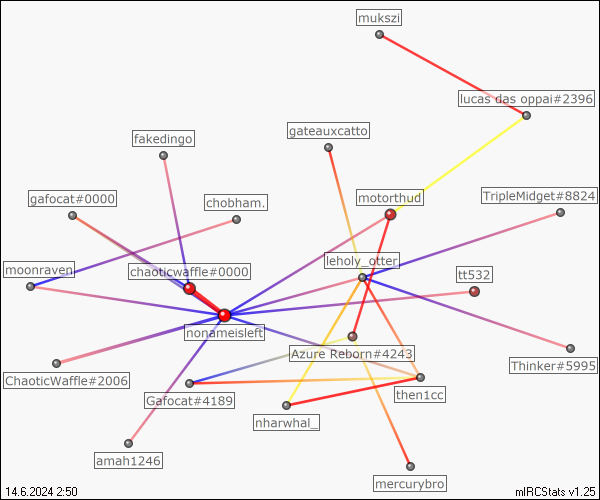 mukszi
lucas das oppai#2396
gateauxcatto
fakedingo
gafocat#0000
chobham.
motorthud
TripleMidget#8824
moonraven
chaoticwaffle#0000
leholy_otter
tt532
nonameisleft
Azure Reborn#4243
Thinker#5995
ChaoticWaffle#2006
Gafocat#4189
then1cc
nharwhal_
amah1246
mercurybro
14.6.2024 2:50
mIRCStats v1.25